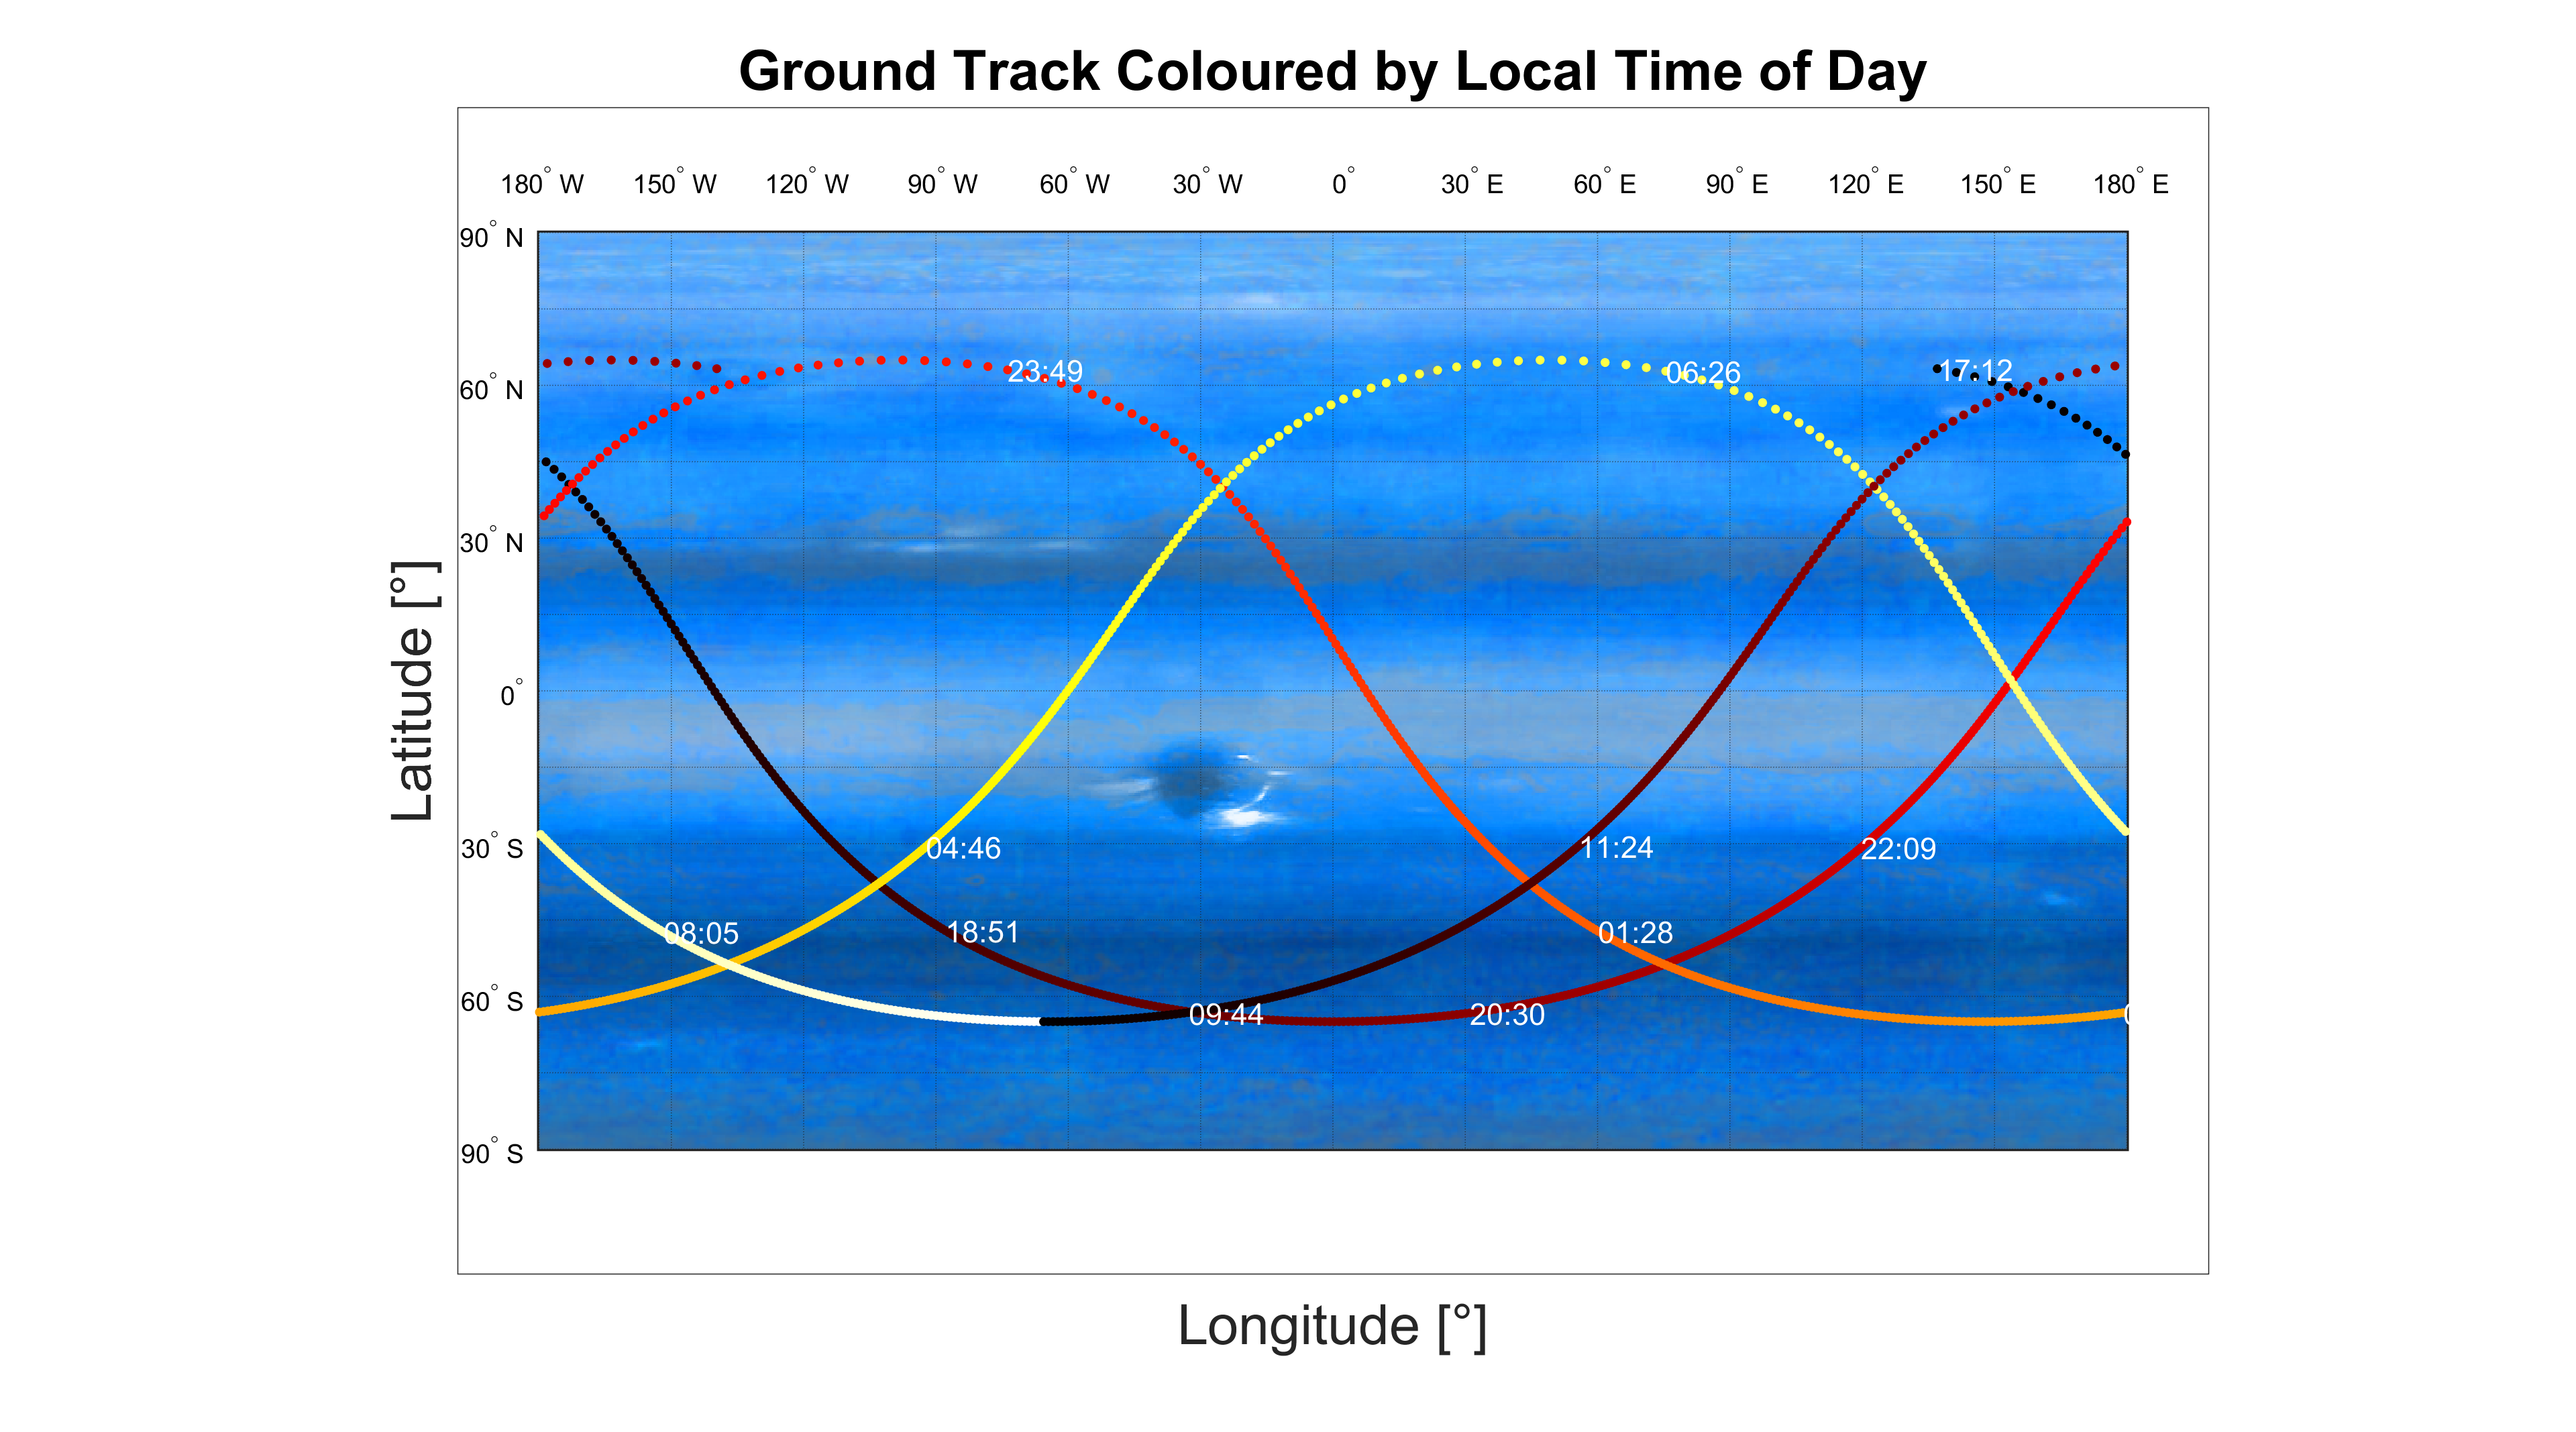 Ground Track Coloured by Local Time of Day
180° W 150° W 120° W 90° W 60° W 30° W 0° 30° E 60° E 90° E 120° E 150° E 180° E
90° N
23:49 06:26 17:12
60° N
30° N
0°
30° S
04:46 11:24 22:09
08:05 18:51 01:28
60° S
09:44 20:30
90° S
Latitude [°]
Longitude [°]